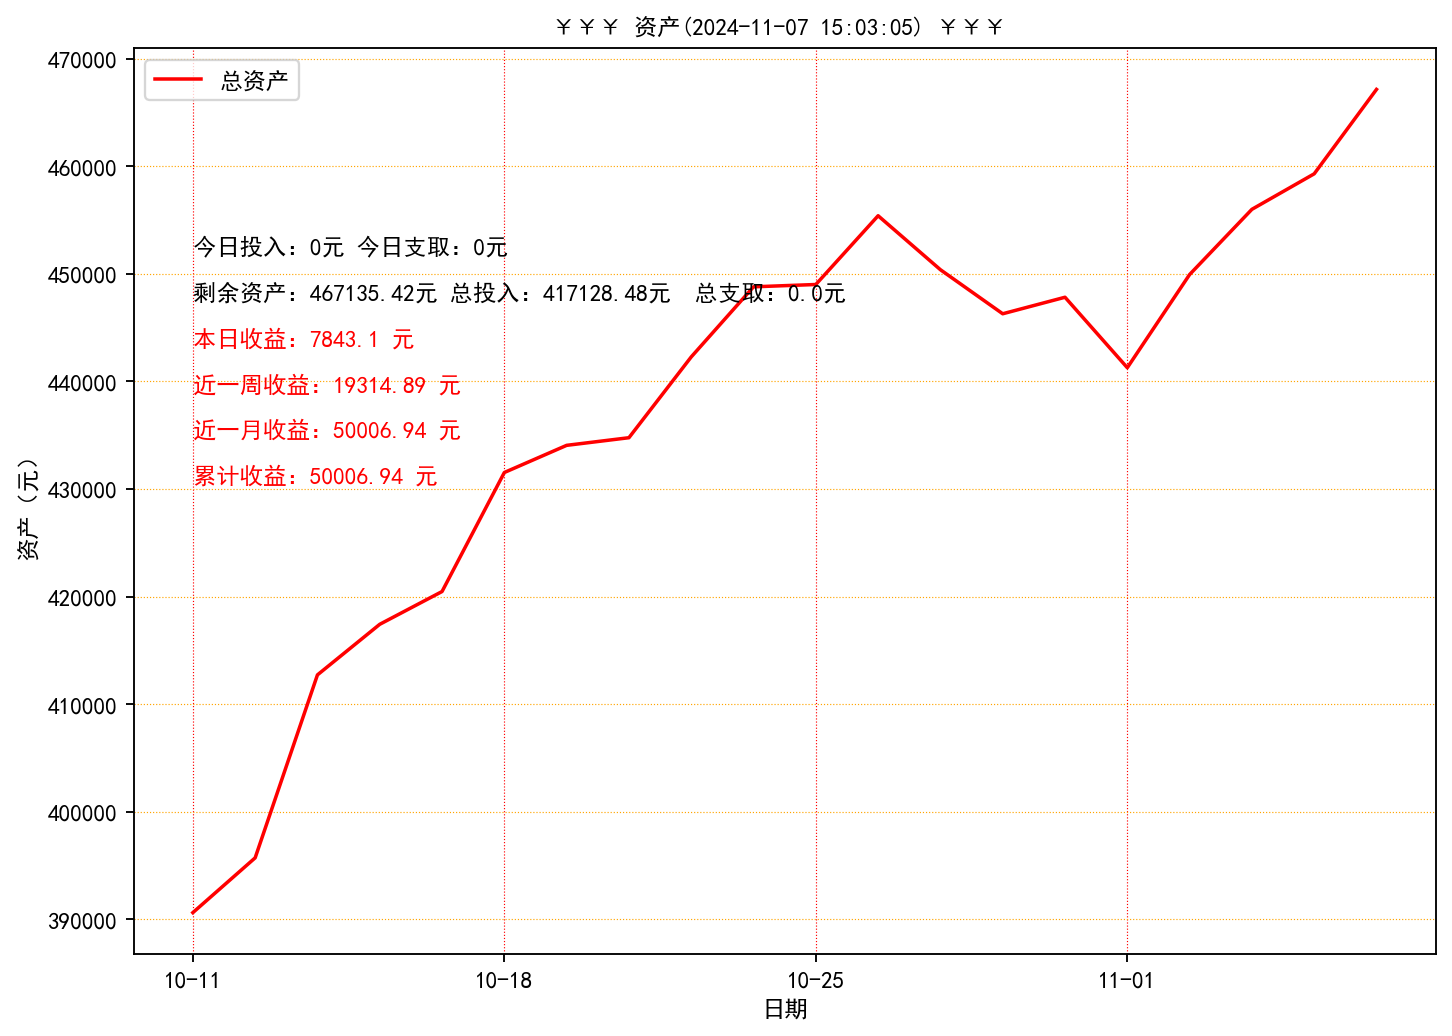 ￥￥￥ 资产(2024-11-07 15:03:05) ￥￥￥
总资产
470000
460000
450000
440000
430000
420000
410000
400000
390000
资产（元）
今日投入：0元 今日支取：0元
剩余资产：467135.42元 总投入：417128.48元  总支取：0.0元
本日收益：7843.1 元
近一周收益：19314.89 元
近一月收益：50006.94 元
累计收益：50006.94 元
10-11 10-18 10-25 11-01
日期